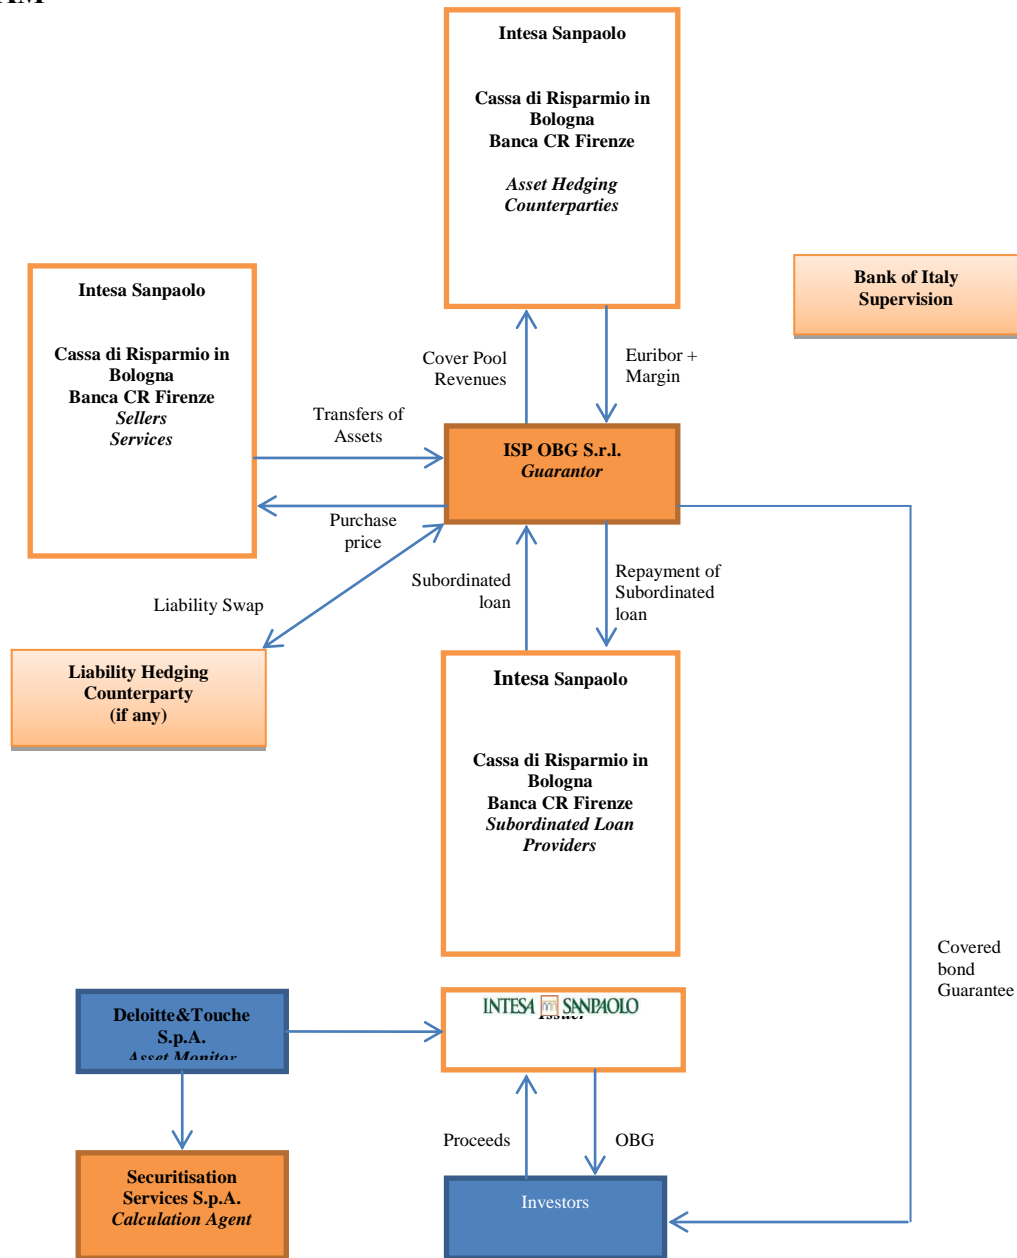 Intesa Sanpaolo
Cassa di Risparmio in
Bologna
Banca CR Firenze
Asset Hedging
Counterparties
Bank of Italy
Supervision
Intesa Sanpaolo
Cassa di Risparmio in
Bologna
Banca CR Firenze
Sellers
Services
Cover Pool
Revenues
Euribor +
Margin
Transfers of
Assets
ISP OBG S.r.l.
Guarantor
Purchase
price
Subordinated
loan
Repayment of
Subordinated
loan
Liability Swap
Liability Hedging
Counterparty
(if any)
Intesa Sanpaolo
Cassa di Risparmio in
Bologna
Banca CR Firenze
Subordinated Loan
Providers
Covered
bond
Guarantee
Deloitte&Touche
S.p.A.
Asset Monitor
INTESA SANPAOLO
Issuer
Proceeds
OBG
Securitisation
Services S.p.A.
Calculation Agent
Investors